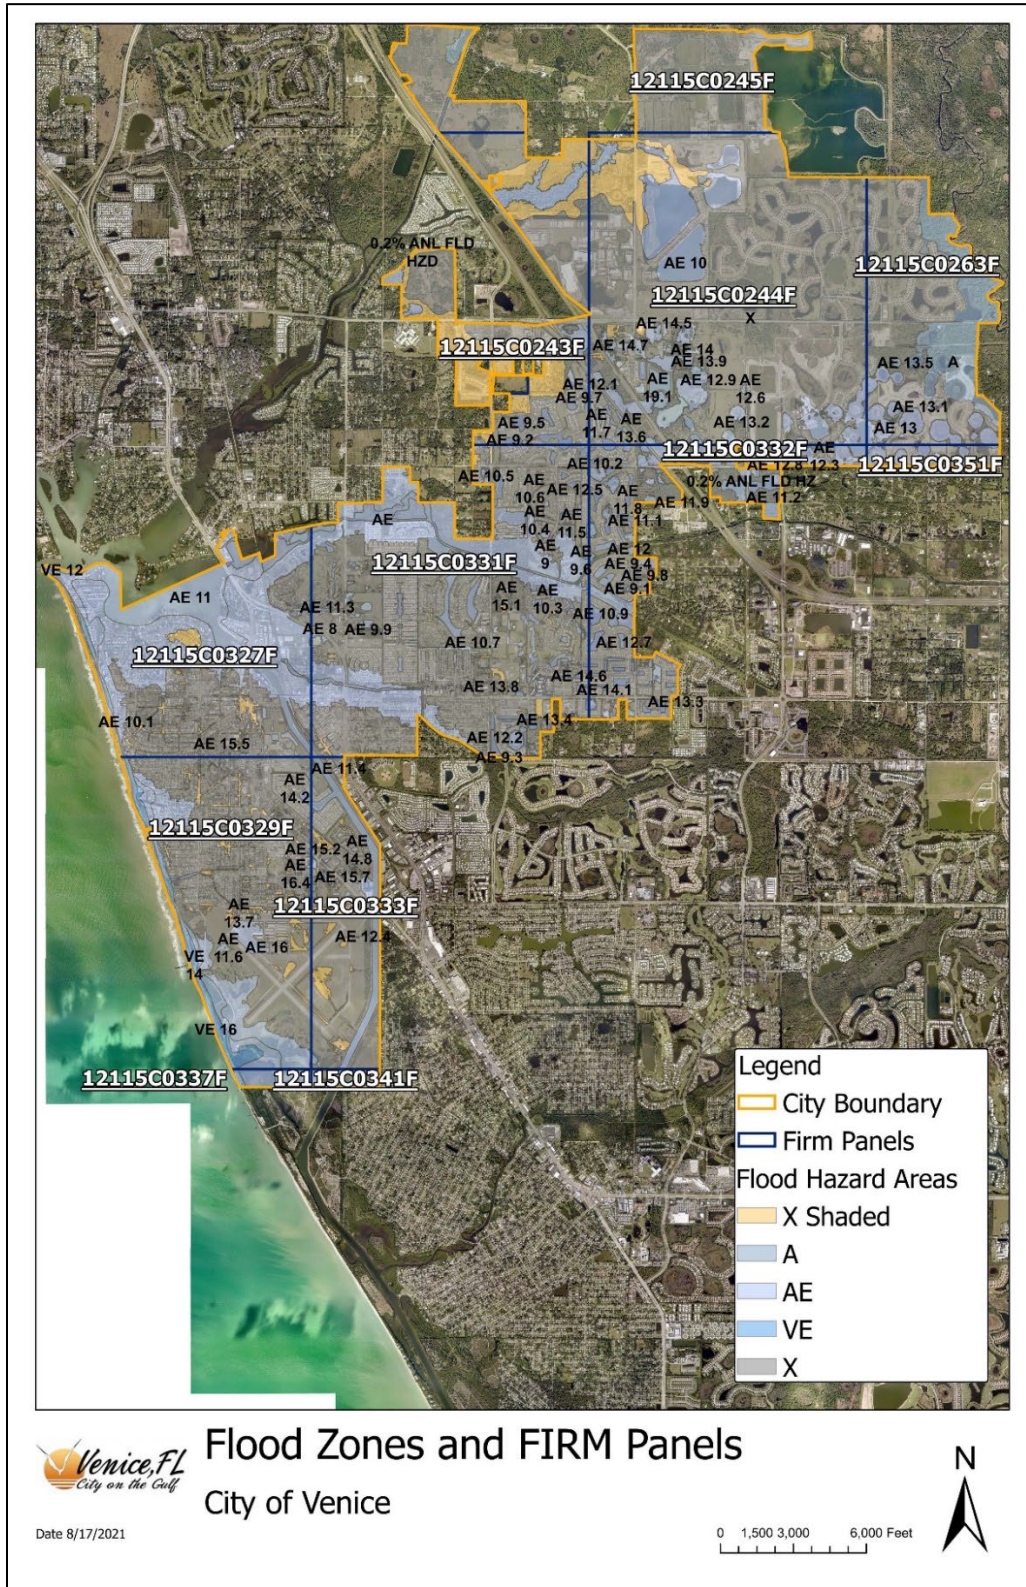 12115C0245F
0.2% ANL FLD
HZD
AE 10
12115C0263F
12115C0244F
X
AE 14.5
12115C0243F
AE 14.7
AE 14
AE 13.9
AE 13.5
A
AE 12.1
AE 9.7
AE
19.1
AE 12.9
AE
12.6
AE 13.1
AE 9.5
AE
11.7
AE
13.6
AE 13.2
AE 13
AE 9.2
12115C0332F
AE
12.3
AE 10.2
AE 12.8
12115C0351F
AE 10.5
AE
10.6
AE 12.5
AE
11.8
0.2% ANL FLD HZ
AE 11.9
AE 11.2
AE
AE
10.4
AE
11.5
AE 11.1
AE
9
AE
9.6
AE 12
12115C0331F
AE 9.4
VE 12
AE 9.8
AE 11
AE
15.1
AE
10.3
AE 9.1
AE 11.3
AE 10.9
AE 8
AE 9.9
AE 10.7
AE 12.7
12115C0327F
AE 14.6
AE 13.8
AE 14.1
AE 13.3
AE 10.1
AE 13.4
AE 15.5
AE 12.2
AE 9.3
AE 11.4
AE
14.2
12115C0329F
AE 15.2
AE
14.8
AE
16.4
AE 15.7
12115C0333F
AE
13.7
AE
11.6
AE 16
AE 12.4
VE
14
VE 16
12115C0337F
12115C0341F
Legend
City Boundary
Firm Panels
Flood Hazard Areas
X Shaded
A
AE
VE
X
Venice, FL
City on the Gulf
Flood Zones and FIRM Panels
City of Venice
Date 8/17/2021
N
0 1,500 3,000 6,000 Feet